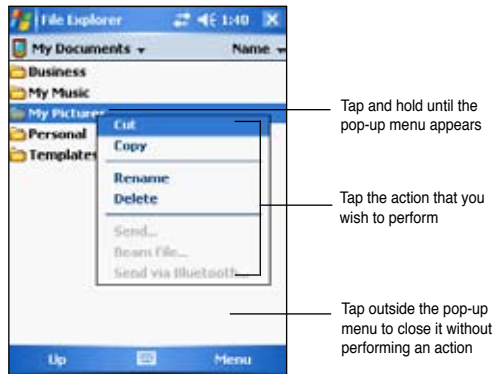 File Explorer 1:40
My Documents Name
Business
My Music
My Pictures
Personal
Templates
Cut
Copy
Rename
Delete
Send...
Beam File...
Send via Bluetooth...
Up Menu
Tap and hold until the
pop-up menu appears
Tap the action that you
wish to perform
Tap outside the pop-up
menu to close it without
performing an action